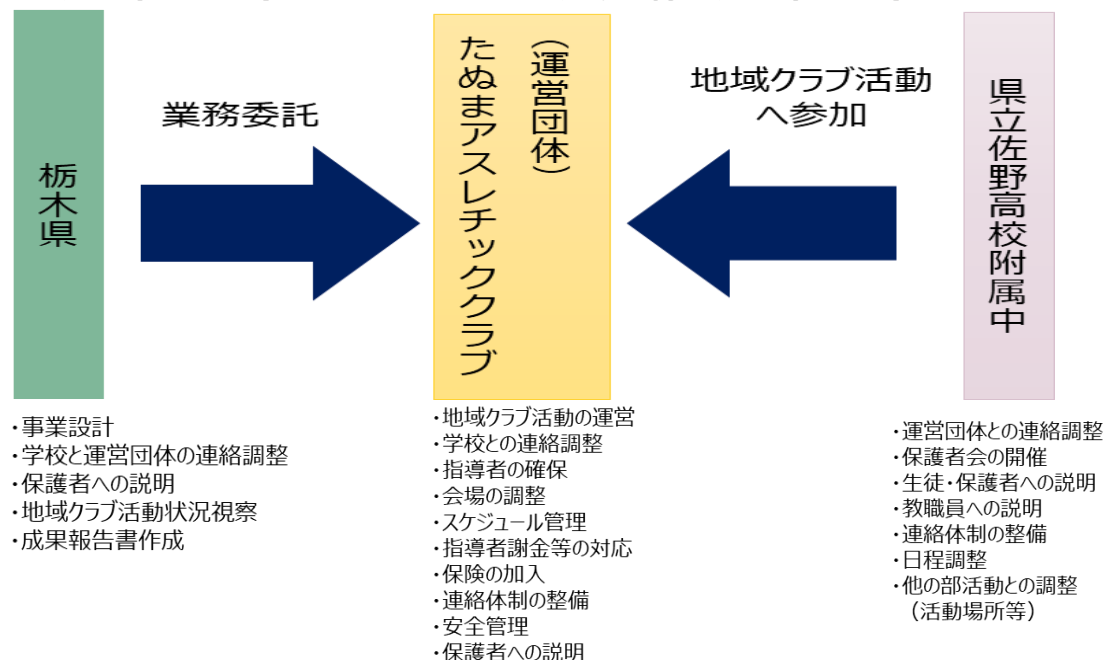 栃木県
業務委託
(運営団体)
たぬまアスレチッククラブ
地域クラブ活動
へ参加
県立佐野高校附属中
・事業設計
・学校と運営団体の連絡調整
・保護者への説明
・地域クラブ活動状況視察
・成果報告書作成
・地域クラブ活動の運営
・学校との連絡調整
・指導者の確保
・会場の調整
・スケジュール管理
・指導者謝金等の対応
・保険の加入
・連絡体制の整備
・安全管理
・保護者への説明
・運営団体との連絡調整
・保護者会の開催
・生徒・保護者への説明
・教職員への説明
・連絡体制の整備
・日程調整
・他の部活動との調整
（活動場所等）